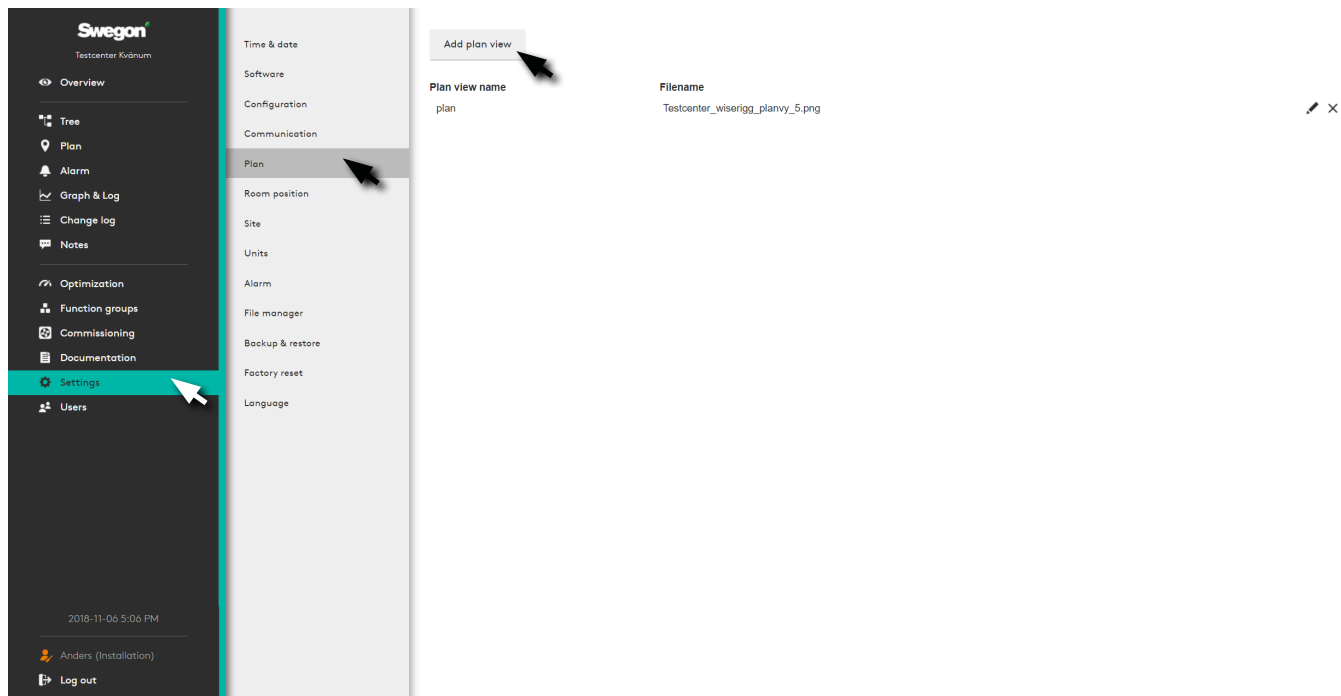 Swegon
Testcenter Kvänum
Overview
Tree
Plan
Alarm
Graph & Log
Change log
Notes
Optimization
Function groups
Commissioning
Documentation
Settings
Users
2018-11-06 5:06 PM
Anders (Installation)
Log out
Time & date
Software
Configuration
Communication
Plan
Room position
Site
Units
Alarm
File manager
Backup & restore
Factory reset
Language
Add plan view
Plan view name Filename
plan Testcenter_wiserigg_planvy_5.png